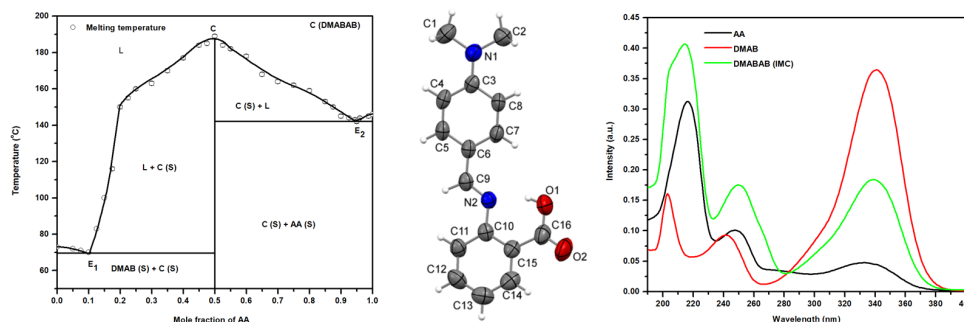 C (DMABAB)
Melting temperature
C
L
C (S) + L
E2
L + C (S)
C (S) + AA (S)
E1
DMAB (S) + C (S)
Temperature (°C)
200
180
160
140
120
100
80
60
0.0 0.1 0.2 0.3 0.4 0.5 0.6 0.7 0.8 0.9 1.0
Mole fraction of AA
C1
C2
N1
C3
C4
C8
C5
C7
C6
C9
N2
O1
C10
C16
C11
C15
O2
C12
C14
C13
AA
DMAB
DMABAB (IMC)
Intensity (a.u.)
0.45
0.40
0.35
0.30
0.25
0.20
0.15
0.10
0.05
0.00
200 220 240 260 280 300 320 340 360 380
Wavelength (nm)